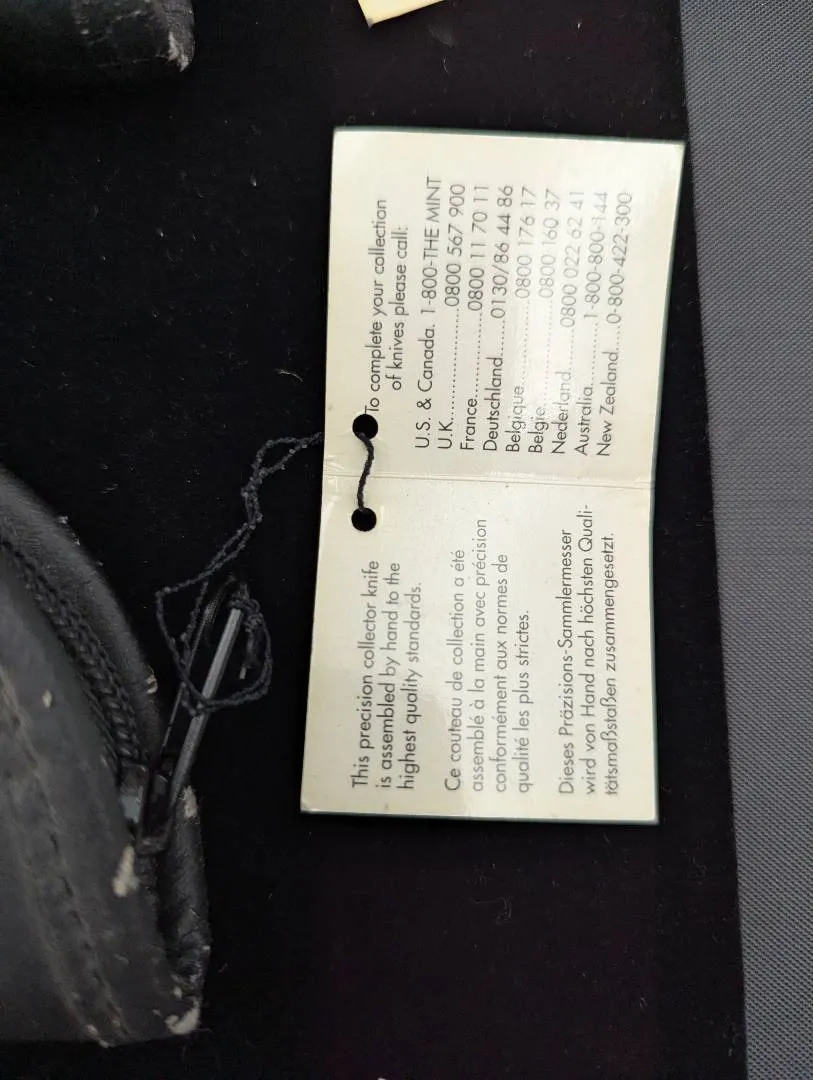 This precision collector knife
is assembled by hand to the
highest quality standards.
Ce couteau de collection a été
assemblé à la main avec précision
conformément aux normes de
qualité les plus strictes.
Dieses Präzisions-Sammlermesser
wird von Hand nach höchsten Quali-
tätsmaßstaßen zusammengesetzt.
To complete your collection
of knives please call:
U.S. & Canada. 1-800-THE MINT
U.K......................0800 567 900
France..................0800 11 70 11
Deutschland.......0130/86 44 86
Belgique..............0800 176 17
Belgie..................0800 160 37
Nederland.......0800 022 62 41
Australia............1-800-800-144
New Zealand.....0-800-422-300